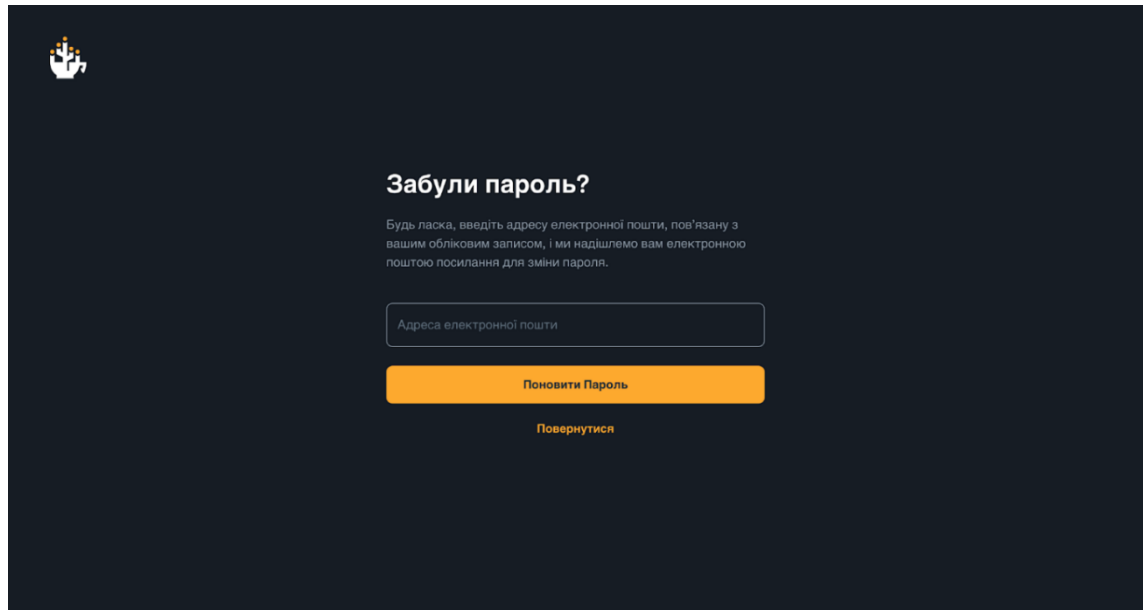 Забули пароль?
Будь ласка, введіть адресу електронної пошти, пов'язану з
вашим обліковим записом, і ми надішлемо вам електронною
поштою посилання для зміни пароля.
Адреса електронної пошти
Поновити Пароль
Повернутися